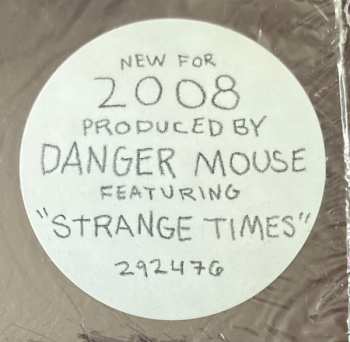 NEW FOR
2008
PRODUCED BY
DANGER MOUSE
FEATURING
"STRANGE TIMES"
292476